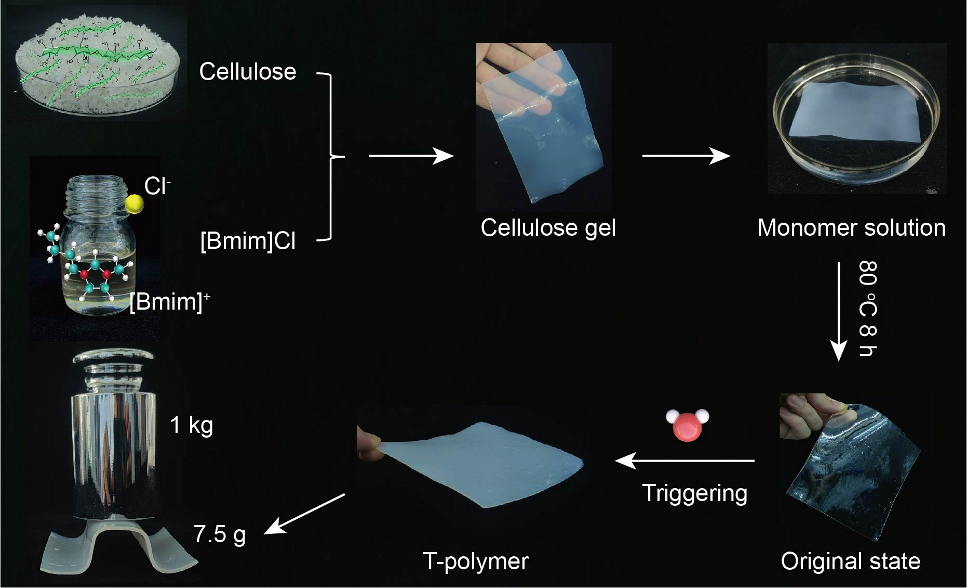 Cellulose
Cl⁻
[Bmim]Cl
[Bmim]⁺
Cellulose gel
Monomer solution
80 °C 8 h
Original state
Triggering
T-polymer
1 kg
7.5 g